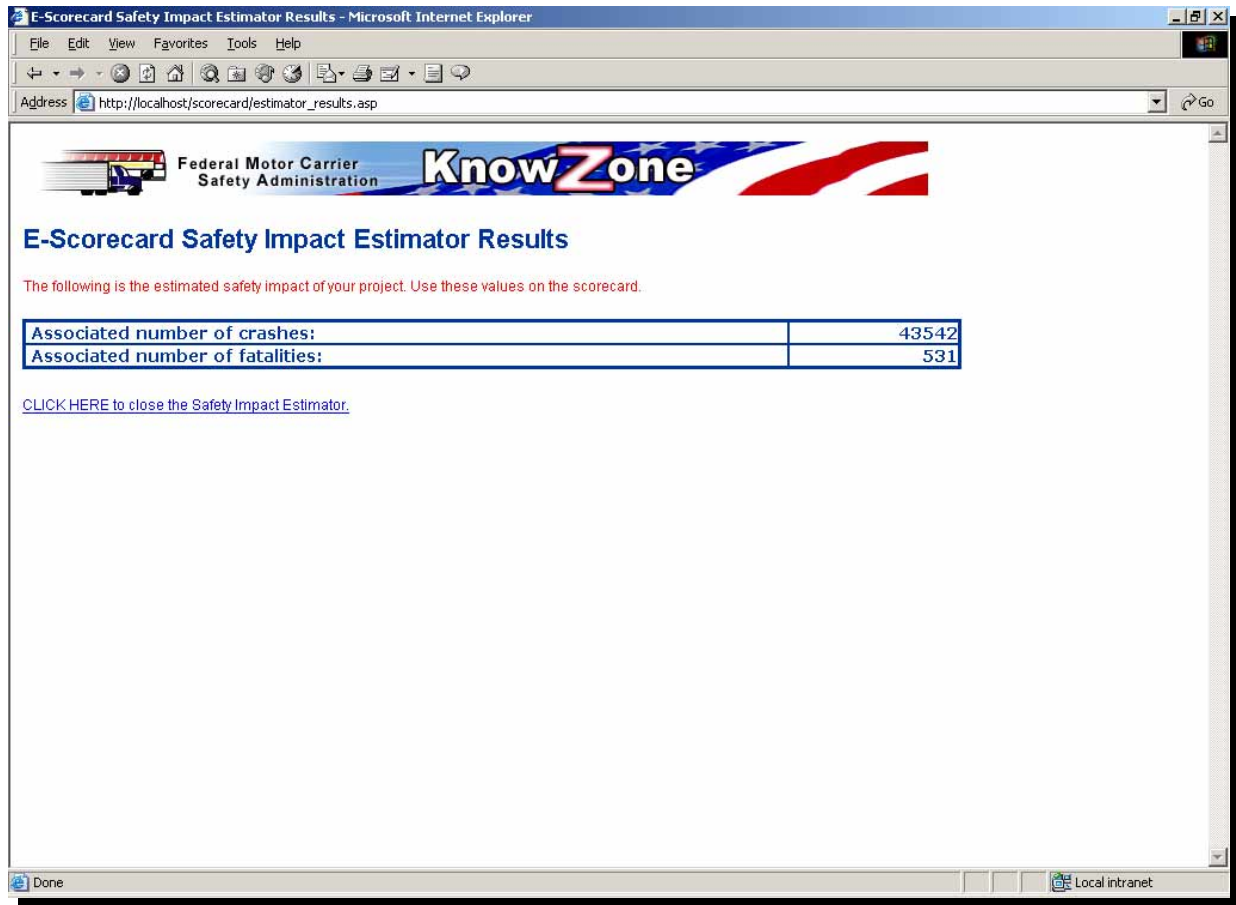 E-Scorecard Safety Impact Estimator Results - Microsoft Internet Explorer
File Edit View Favorites Tools Help
Address http://localhost/scorecard/estimator_results.asp Go
Federal Motor Carrier
Safety Administration
KnowZone
E-Scorecard Safety Impact Estimator Results
The following is the estimated safety impact of your project. Use these values on the scorecard.
Associated number of crashes: 43542
Associated number of fatalities: 531
CLICK HERE to close the Safety Impact Estimator.
Done Local intranet